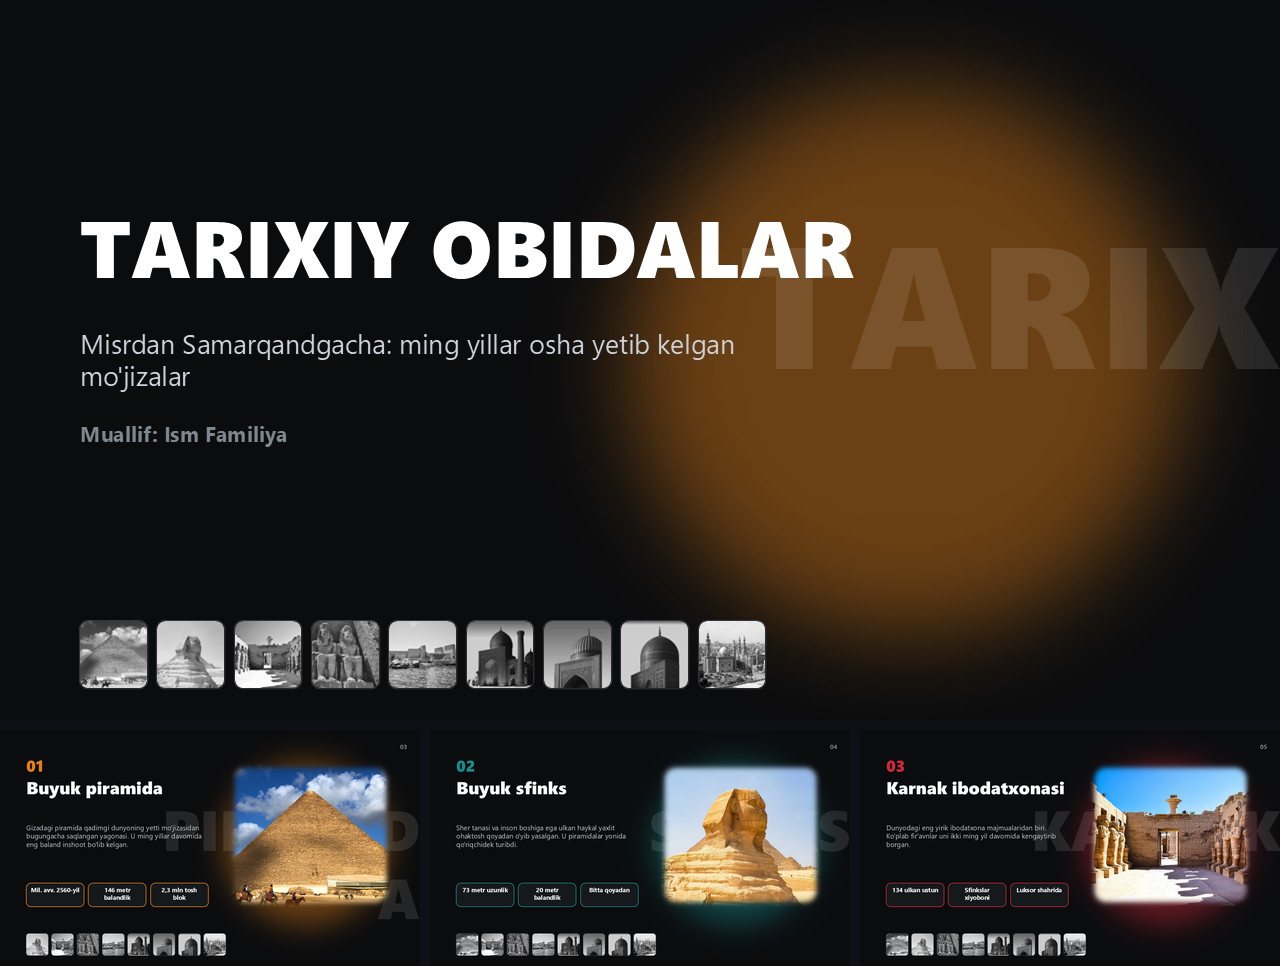 TARIXIY OBIDALAR
TARIX
Misrdan Samarqandgacha: ming yillar osha yetib kelgan
mo'jizalar
Muallif: Ism Familiya
03
01
Buyuk piramida
Gizadagi piramida qadimgi dunyoning yetti mo'jizasidan
bugungacha saqlangan yagonasi. U ming yillar davomida
eng baland inshoot bo'lib kelgan.
Mil. avv. 2560-yil
146 metr
balandlik
2,3 mln tosh
blok
04
02
Buyuk sfinks
Sher tanasi va inson boshiga ega ulkan haykal yaxlit
ohaktosh qoyadan o'yib yasalgan. U piramidalar yonida
qo'riqchidek turibdi.
73 metr uzunlik
20 metr
balandlik
Bitta qoyadan
05
03
Karnak ibodatxonasi
Dunyodagi eng yirik ibodatxona majmualaridan biri.
Ko'plab fir'avnlar uni ikki ming yil davomida kengaytirib
borgan.
134 ulkan ustun
Sfinkslar
xiyoboni
Luksor shahrida